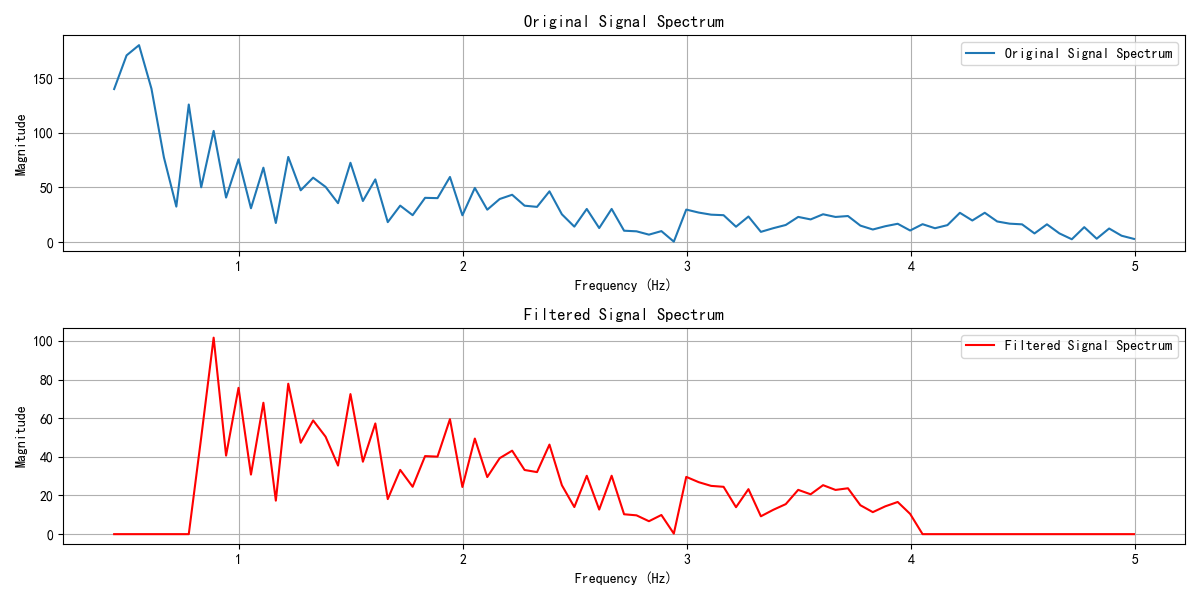 Original Signal Spectrum
Original Signal Spectrum
Magnitude
150
100
50
0
1 2 3 4 5
Frequency (Hz)
Filtered Signal Spectrum
Filtered Signal Spectrum
Magnitude
100
80
60
40
20
0
1 2 3 4 5
Frequency (Hz)